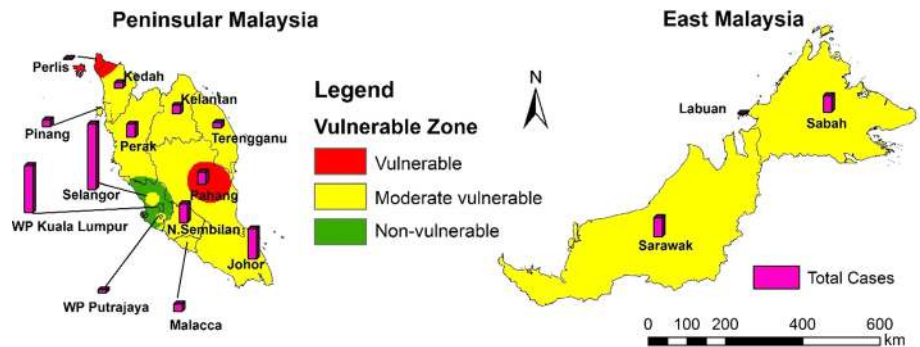 Peninsular Malaysia
East Malaysia
Perlis
Kedah
Kelantan
Pinang
Perak
Terengganu
Selangor
Pahang
WP Kuala Lumpur
N.Sembilan
Johor
WP Putrajaya
Malacca
Legend
Vulnerable Zone
Vulnerable
Moderate vulnerable
Non-vulnerable
N
Labuan
Sabah
Sarawak
Total Cases
0 50 100 200 400 600
km